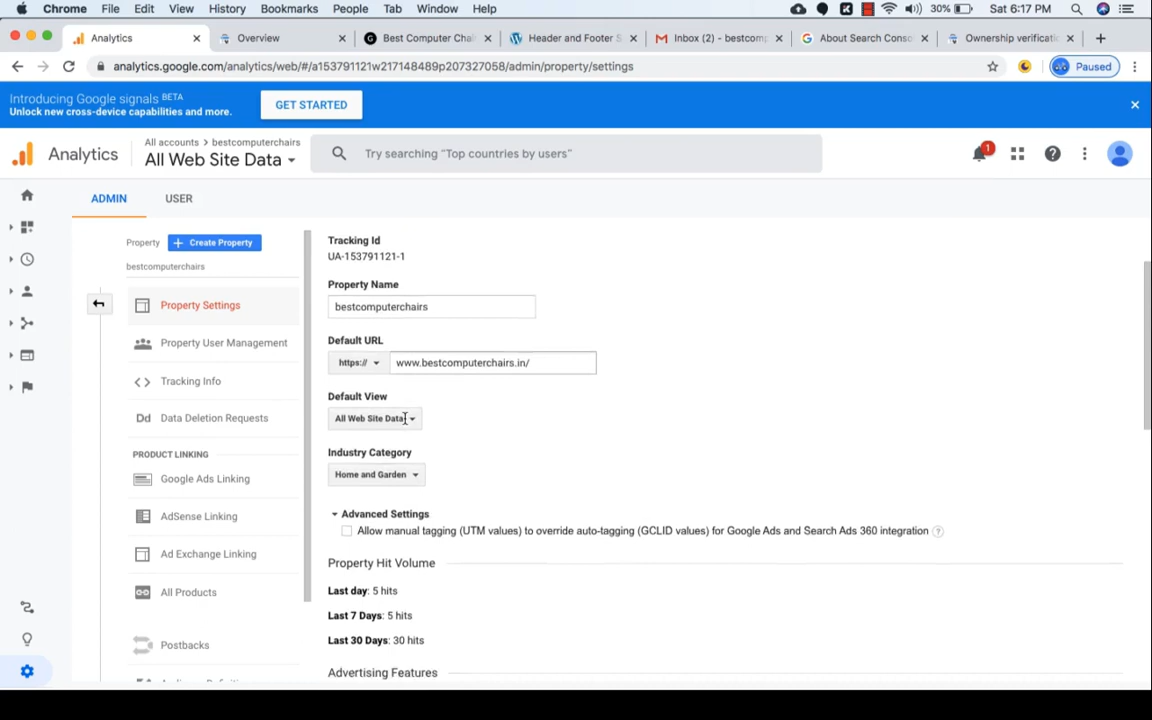 Chrome File Edit View History Bookmarks People Tab Window Help 30% Sat 6:17 PM
Analytics Overview Best Computer Chai Header and Footer S Inbox (2) - bestcomp About Search Conso Ownership verificati
analytics.google.com/analytics/web/#/a153791121w217148489p207327058/admin/property/settings Paused
Introducing Google signals BETA
Unlock new cross-device capabilities and more.
GET STARTED
All accounts > bestcomputerchairs
Analytics All Web Site Data Try searching "Top countries by users" 1
ADMIN USER
Property Create Property
bestcomputerchairs
Property Settings
Property User Management
Tracking Info
Dd Data Deletion Requests
PRODUCT LINKING
Google Ads Linking
AdSense Linking
Ad Exchange Linking
All Products
Postbacks
Tracking Id
UA-153791121-1
Property Name
bestcomputerchairs
Default URL
https:// www.bestcomputerchairs.in/
Default View
All Web Site Data
Industry Category
Home and Garden
Advanced Settings
Allow manual tagging (UTM values) to override auto-tagging (GCLID values) for Google Ads and Search Ads 360 integration ?
Property Hit Volume
Last day: 5 hits
Last 7 Days: 5 hits
Last 30 Days: 30 hits
Advertising Features